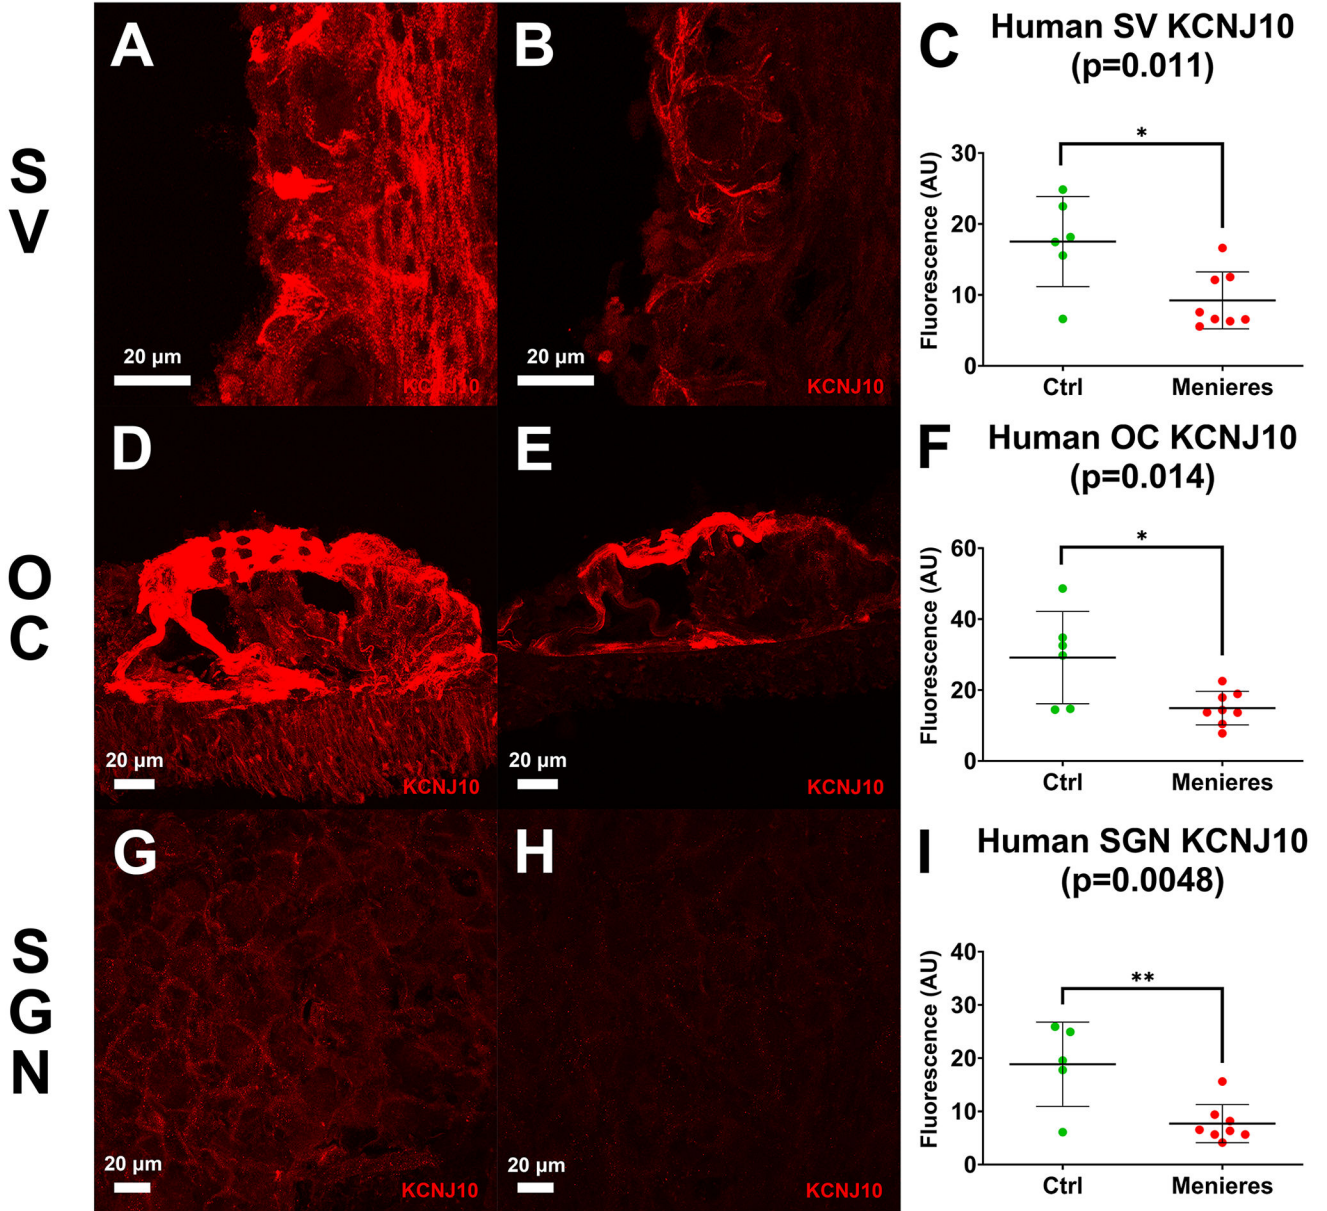 S
V
A
20 µm
KCNJ10
B
20 µm
KCNJ10
C
Human SV KCNJ10
(p=0.011)
*
Fluorescence (AU)
30
20
10
0
Ctrl
Menieres
O
C
D
20 µm
KCNJ10
E
20 µm
KCNJ10
F
Human OC KCNJ10
(p=0.014)
*
Fluorescence (AU)
60
40
20
0
Ctrl
Menieres
S
G
N
G
20 µm
KCNJ10
H
20 µm
KCNJ10
I
Human SGN KCNJ10
(p=0.0048)
**
Fluorescence (AU)
40
30
20
10
0
Ctrl
Menieres